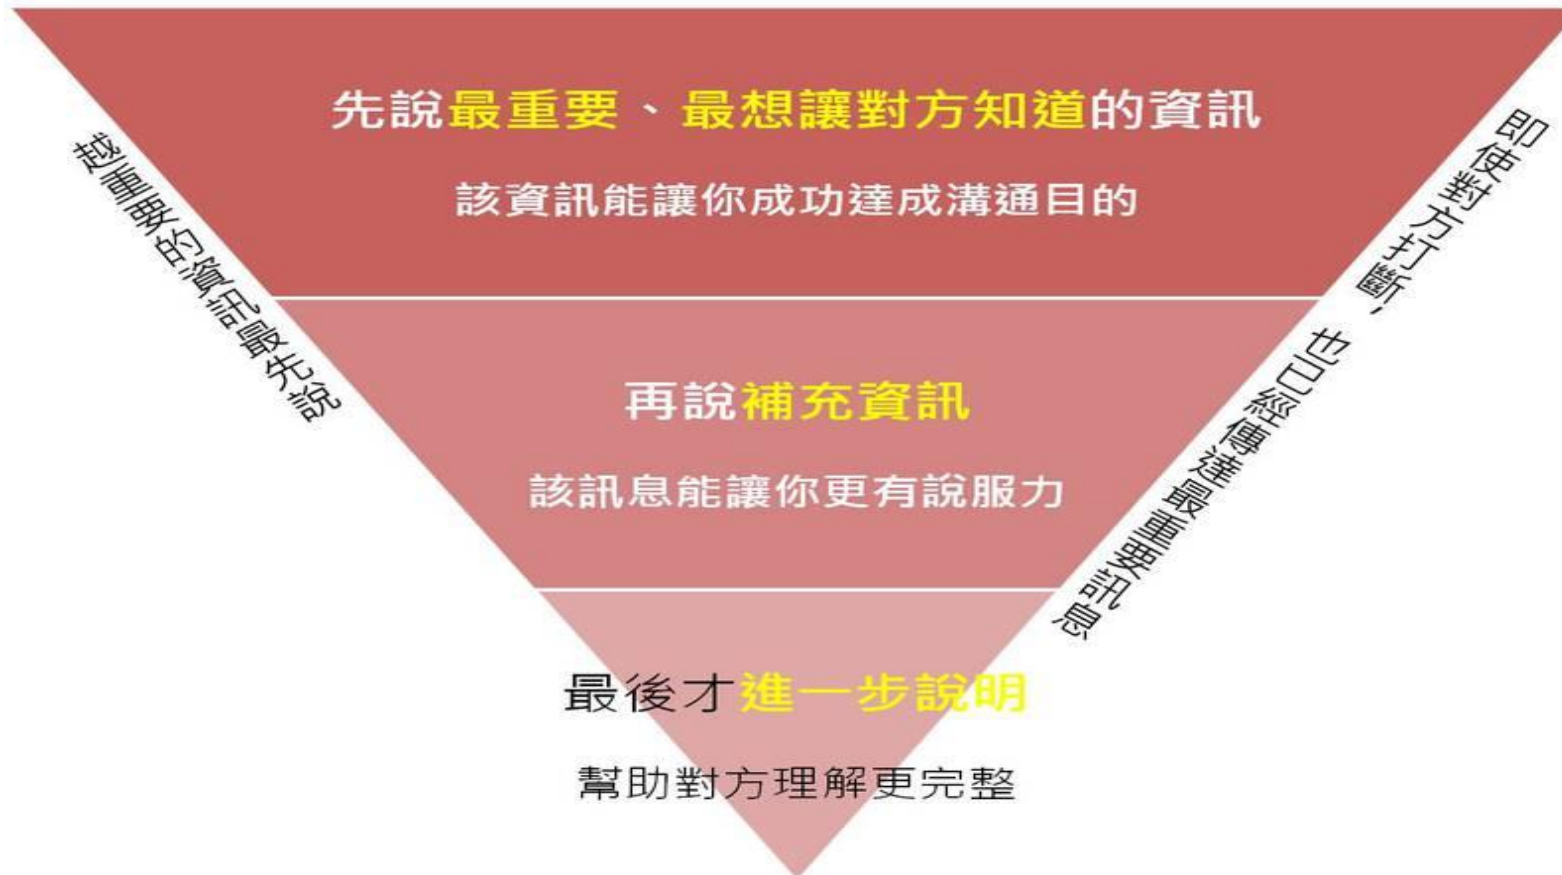 先說最重要、最想讓對方知道的資訊
該資訊能讓你成功達成溝通目的
越重要的資訊最先說
即使對方打斷，也已經傳達最重要訊息
再說補充資訊
該訊息能讓你更有說服力
最後才進一步說明
幫助對方理解更完整